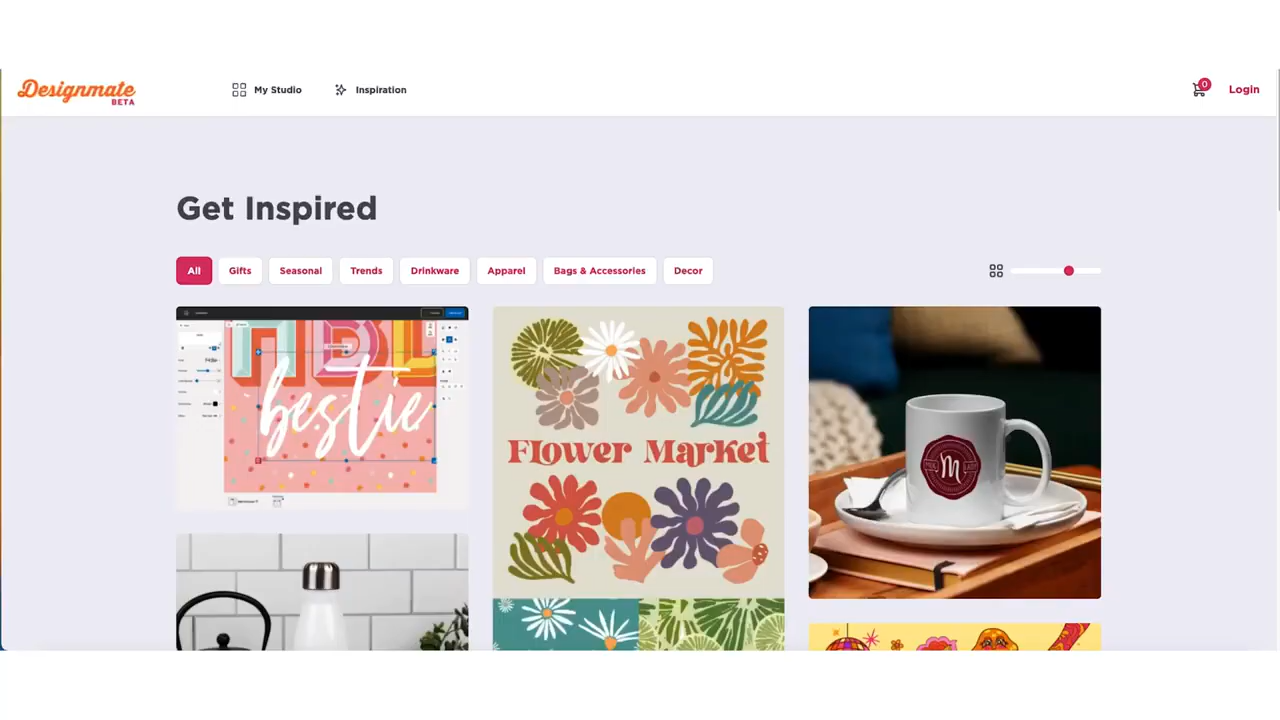 Designmate
BETA
My Studio
Inspiration
0
Login
Get Inspired
All
Gifts
Seasonal
Trends
Drinkware
Apparel
Bags & Accessories
Decor
bestie
Flower Market
M